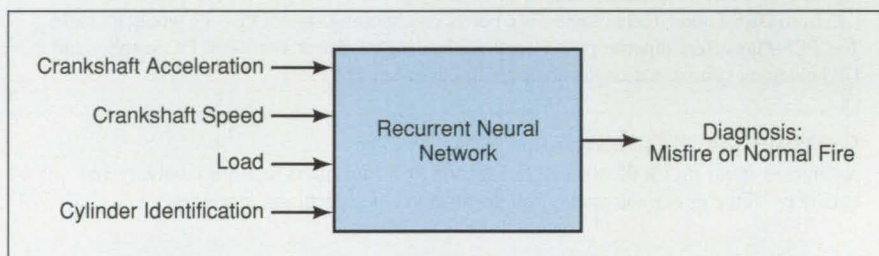 Crankshaft Acceleration
Crankshaft Speed
Load
Cylinder Identification
Recurrent Neural
Network
Diagnosis:
Misfire or Normal Fire